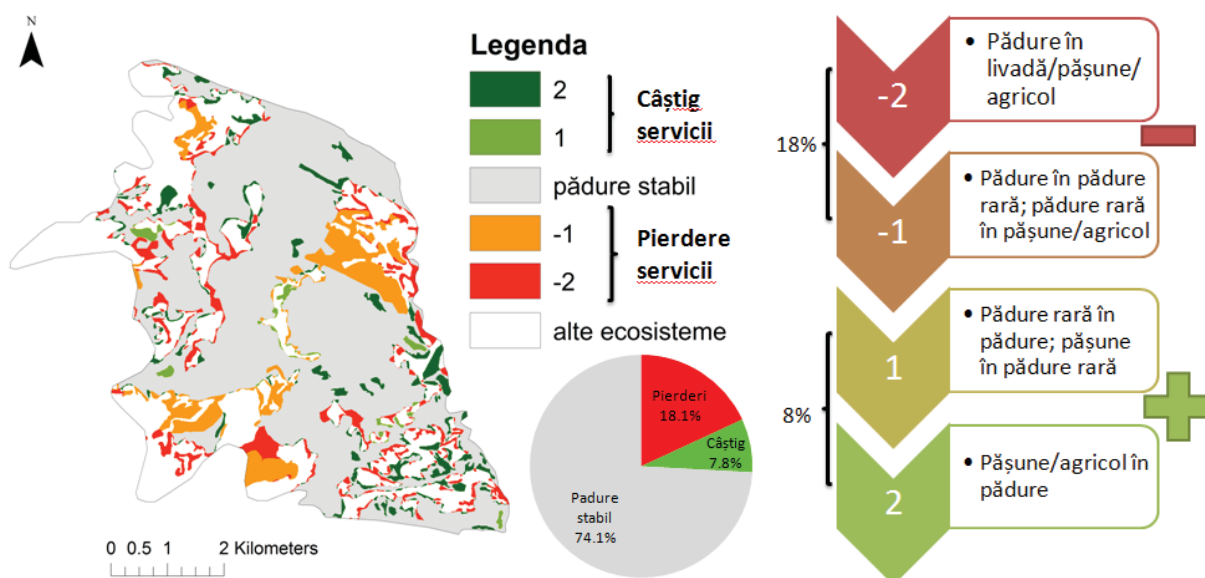 N
Legenda
2
1
Câștig
servicii
pădure stabil
-1
-2
Pierdere
servicii
alte ecosisteme
0 0.5 1 2 Kilometers
Pierderi
18.1%
Câștig
7.8%
Padure
stabil
74.1%
18%
8%
-2
• Pădure în
livadă/pășune/
agricol
-1
• Pădure în pădure
rară; pădure rară
în pășune/agricol
1
• Pădure rară în
pădure; pășune
în pădure rară
2
• Pășune/agricol în
pădure